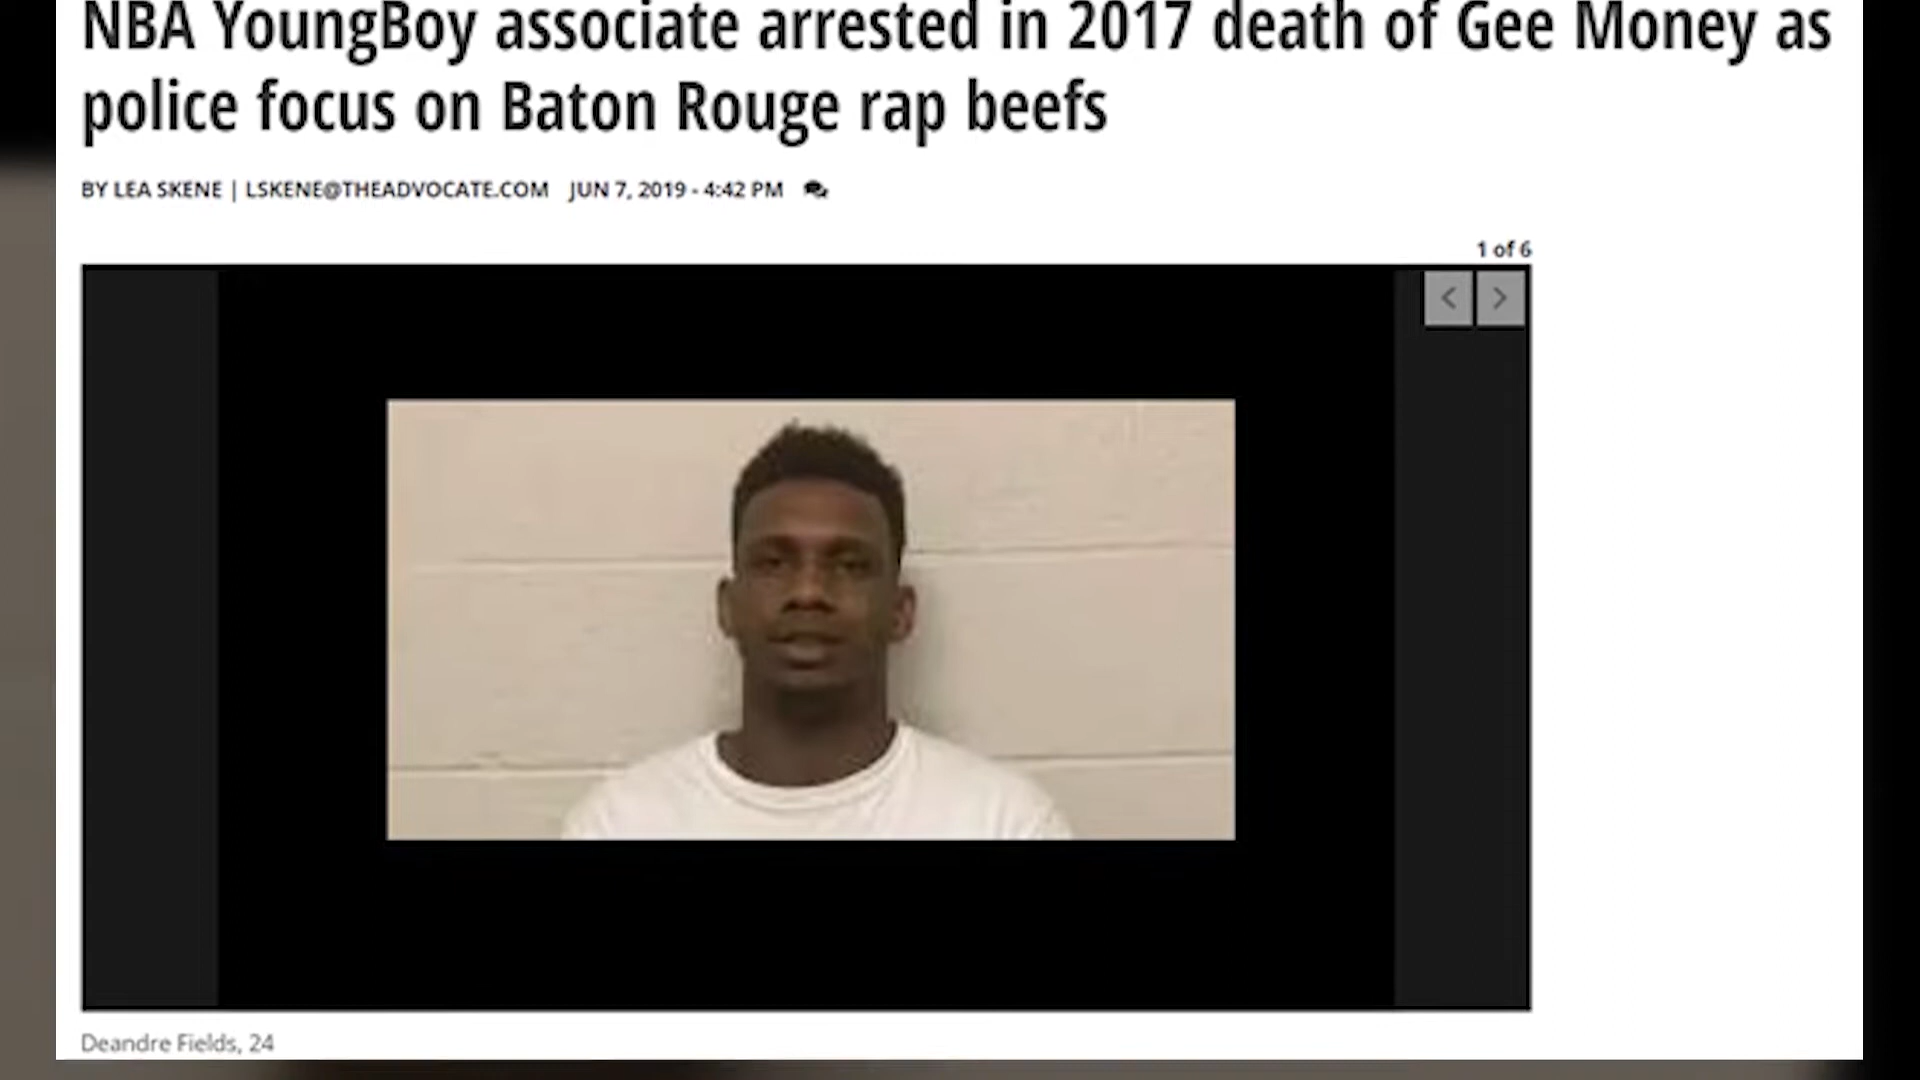 NBA YoungBoy associate arrested in 2017 death of Gee Money as
police focus on Baton Rouge rap beefs
BY LEA SKENE | LSKENE@THEADVOCATE.COM JUN 7, 2019 - 4:42 PM
1 of 6
Deandre Fields, 24